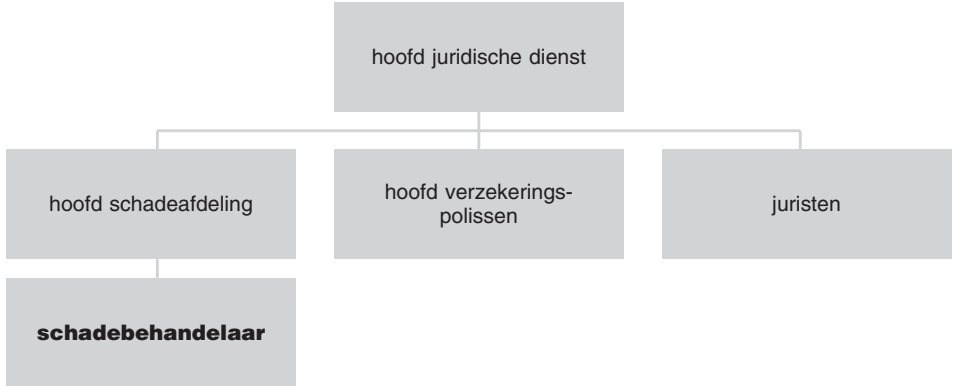 hoofd juridische dienst
hoofd schadeafdeling
hoofd verzekerings-
polissen
juristen
schadebehandelaar